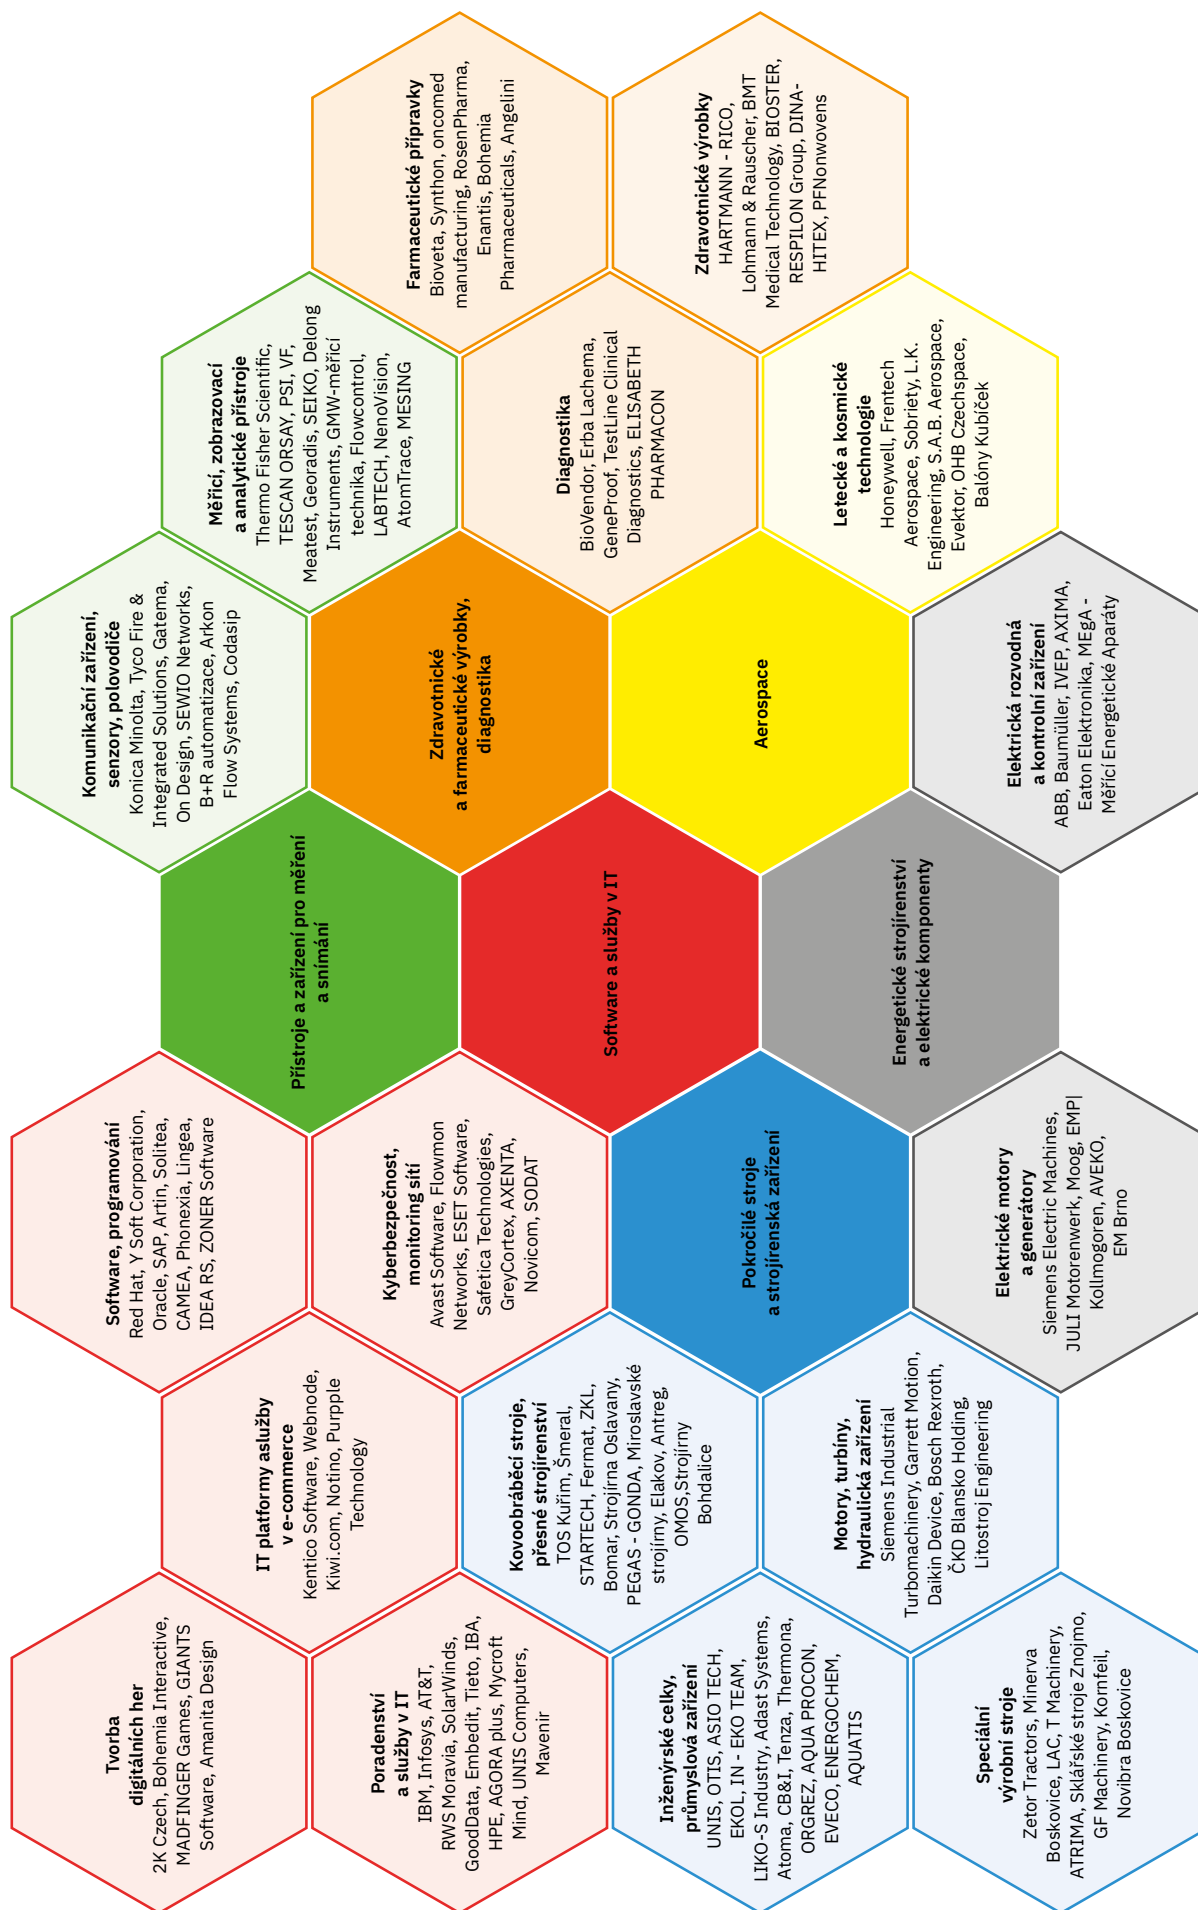 Tvorba
digitálních her
2K Czech, Bohemia Interactive,
MADFINGER Games, GIANTS
Software, Amanita Design
Software, programování
Red Hat, Y Soft Corporation,
Oracle, SAP, Artin, Solitea,
CAMEA, Phonexia, Lingea,
IDEA RS, ZONER Software
Komunikační zařízení,
senzory, polovodiče
Konica Minolta, Tyco Fire &
Integrated Solutions, Gatema,
On Design, SEWIO Networks,
B+R automatizace, Arkon
Flow Systems, Codasip
IT platformy aslužby
v e-commerce
Kentico Software, Webnode,
Kiwi.com, Notino, Purpple
Technology
Přístroje a zařízení pro měření
a snímání
Měřicí, zobrazovací
a analytické přístroje
Thermo Fisher Scientific,
TESCAN ORSAY, PSI, VF,
Meatest, Georadis, SEIKO, Delong
Instruments, GMW-měřicí
technika, Flowcontrol,
LABTECH, NenoVision,
AtomTrace, MESING
Poradenství
a služby v IT
IBM, Infosys, AT&T,
RWS Moravia, SolarWinds,
GoodData, Embedit, Tieto, IBA,
HPE, AGORA plus, Mycroft
Mind, UNIS Computers,
Mavenir
Kyberbezpečnost,
monitoring sítí
Avast Software, Flowmon
Networks, ESET Software,
Safetica Technologies,
GreyCortex, AXENTA,
Novicom, SODAT
Zdravotnické
a farmaceutické výrobky,
diagnostika
Farmaceutické přípravky
Bioveta, Synthon, oncomed
manufacturing, RosenPharma,
Enantis, Bohemia
Pharmaceuticals, Angelini
Kovoobráběcí stroje,
přesné strojírenství
TOS Kuřim, Šmeral,
STARTECH, Fermat, ZKL,
Bomar, Strojírna Oslavany,
PEGAS - GONDA, Miroslavské
strojírny, Elakov, Antreg,
OMOS,Strojírny
Bohdalice
Software a služby v IT
Diagnostika
BioVendor, Erba Lachema,
GeneProof, TestLine Clinical
Diagnostics, ELISABETH
PHARMACON
Inženýrské celky,
průmyslová zařízení
UNIS, OTIS, ASIO TECH,
EKOL, IN - EKO TEAM,
LIKO-S Industry, Adast Systems,
Atoma, CB&I, Tenza, Thermona,
ORGREZ, AQUA PROCON,
EVECO, ENERGOCHEM,
AQUATIS
Pokročilé stroje
a strojírenská zařízení
Aerospace
Zdravotnické výrobky
HARTMANN - RICO,
Lohmann & Rauscher, BMT
Medical Technology, BIOSTER,
RESPILON Group, DINA-
HITEX, PFNonwovens
Motory, turbíny,
hydraulická zařízení
Siemens Industrial
Turbomachinery, Garrett Motion,
Daikin Device, Bosch Rexroth,
ČKD Blansko Holding,
Litostroj Engineering
Energetické strojírenství
a elektrické komponenty
Letecké a kosmické
technologie
Honeywell, Frentech
Aerospace, Sobriety, L.K.
Engineering, S.A.B. Aerospace,
Evektor, OHB Czechspace,
Balóny Kubíček
Speciální
výrobní stroje
Zetor Tractors, Minerva
Boskovice, LAC, T Machinery,
ATRIMA, Sklářské stroje Znojmo,
GF Machinery, Kornfeil,
Novibra Boskovice
Elektrické motory
a generátory
Siemens Electric Machines,
JULI Motorenwerk, Moog, EMP|
Kollmogoren, AVEKO,
EM Brno
Elektrická rozvodná
a kontrolní zařízení
ABB, Baumüller, IVEP, AXIMA,
Eaton Elektronika, MEgA -
Měřicí Energetické Aparáty